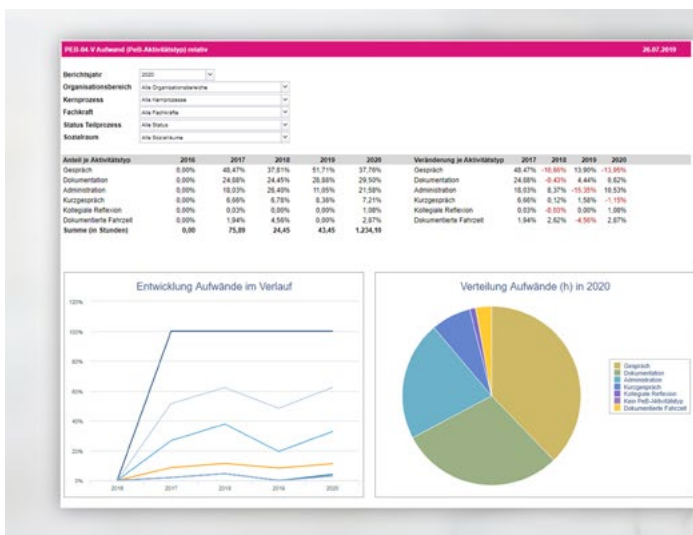 PEB-04.V Aufwand (PeB-Aktivitätstyp) relativ 26.07.2019
Berichtsjahr 2020
Organisationsbereich Alle Organisationsbereiche
Kernprozess Alle Kernprozesse
Fachkraft Alle Fachkräfte
Status Teilprozess Alle Status
Sozialraum Alle Sozialräume
Anteil je Aktivitätstyp 2016 2017 2018 2019 2020 Veränderung je Aktivitätstyp 2017 2018 2019 2020
Gespräch 0,00% 48,47% 37,81% 51,71% 37,76% Gespräch 48,47% -10,66% 13,90% -13,95%
Dokumentation 0,00% 24,88% 24,45% 28,88% 29,50% Dokumentation 24,88% -0,43% 4,44% 0,62%
Administration 0,00% 18,03% 26,40% 11,05% 21,58% Administration 18,03% 8,37% -15,35% 10,53%
Kurzgespräch 0,00% 6,66% 6,78% 8,36% 7,21% Kurzgespräch 6,66% 0,12% 1,58% -1,15%
Kollegiale Reflexion 0,00% 0,03% 0,00% 0,00% 1,08% Kollegiale Reflexion 0,03% -0,03% 0,00% 1,08%
Dokumentierte Fahrzeit 0,00% 1,94% 4,56% 0,00% 2,87% Dokumentierte Fahrzeit 1,94% 2,62% -4,56% 2,87%
Summe (in Stunden) 0,00 75,89 24,45 43,45 1.234,10
Entwicklung Aufwände im Verlauf
120%
100%
80%
60%
40%
20%
0%
2016 2017 2018 2019 2020
Verteilung Aufwände (h) in 2020
Gespräch
Dokumentation
Administration
Kurzgespräch
Kollegiale Reflexion
Kein PeB-Aktivitätstyp
Dokumentierte Fahrzeit